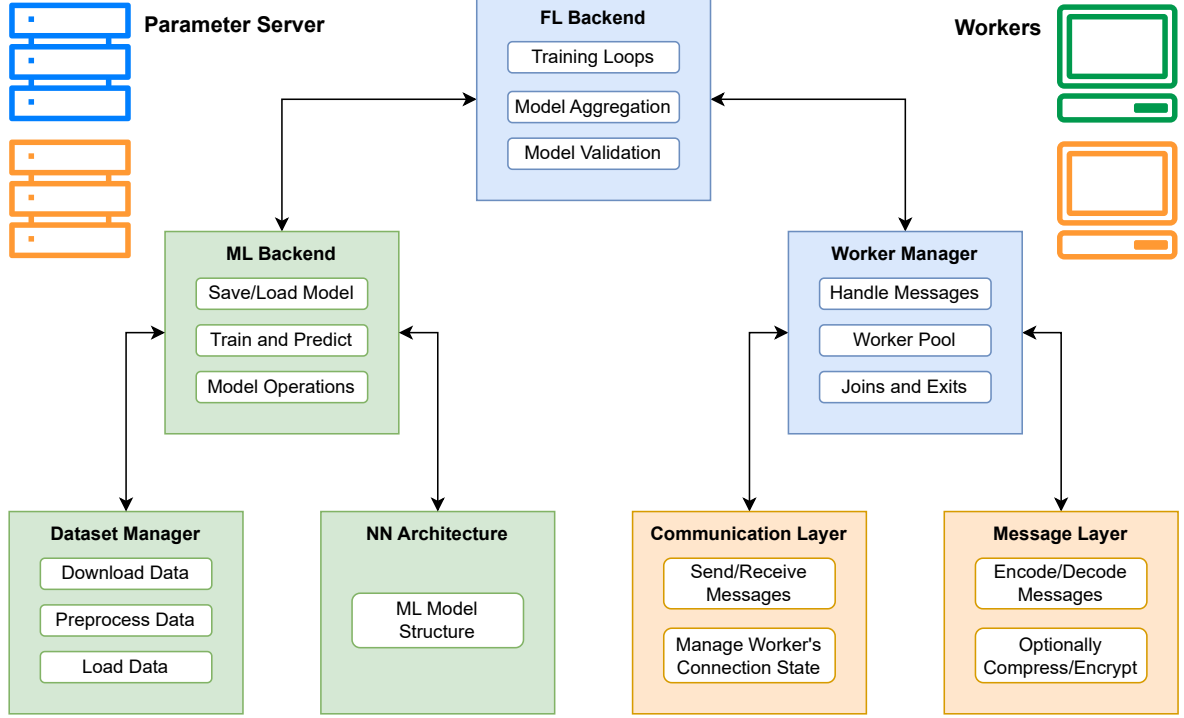 Parameter Server
FL Backend
Training Loops
Model Aggregation
Model Validation
Workers
ML Backend
Save/Load Model
Train and Predict
Model Operations
Worker Manager
Handle Messages
Worker Pool
Joins and Exits
Dataset Manager
Download Data
Preprocess Data
Load Data
NN Architecture
ML Model
Structure
Communication Layer
Send/Receive
Messages
Manage Worker's
Connection State
Message Layer
Encode/Decode
Messages
Optionally
Compress/Encrypt